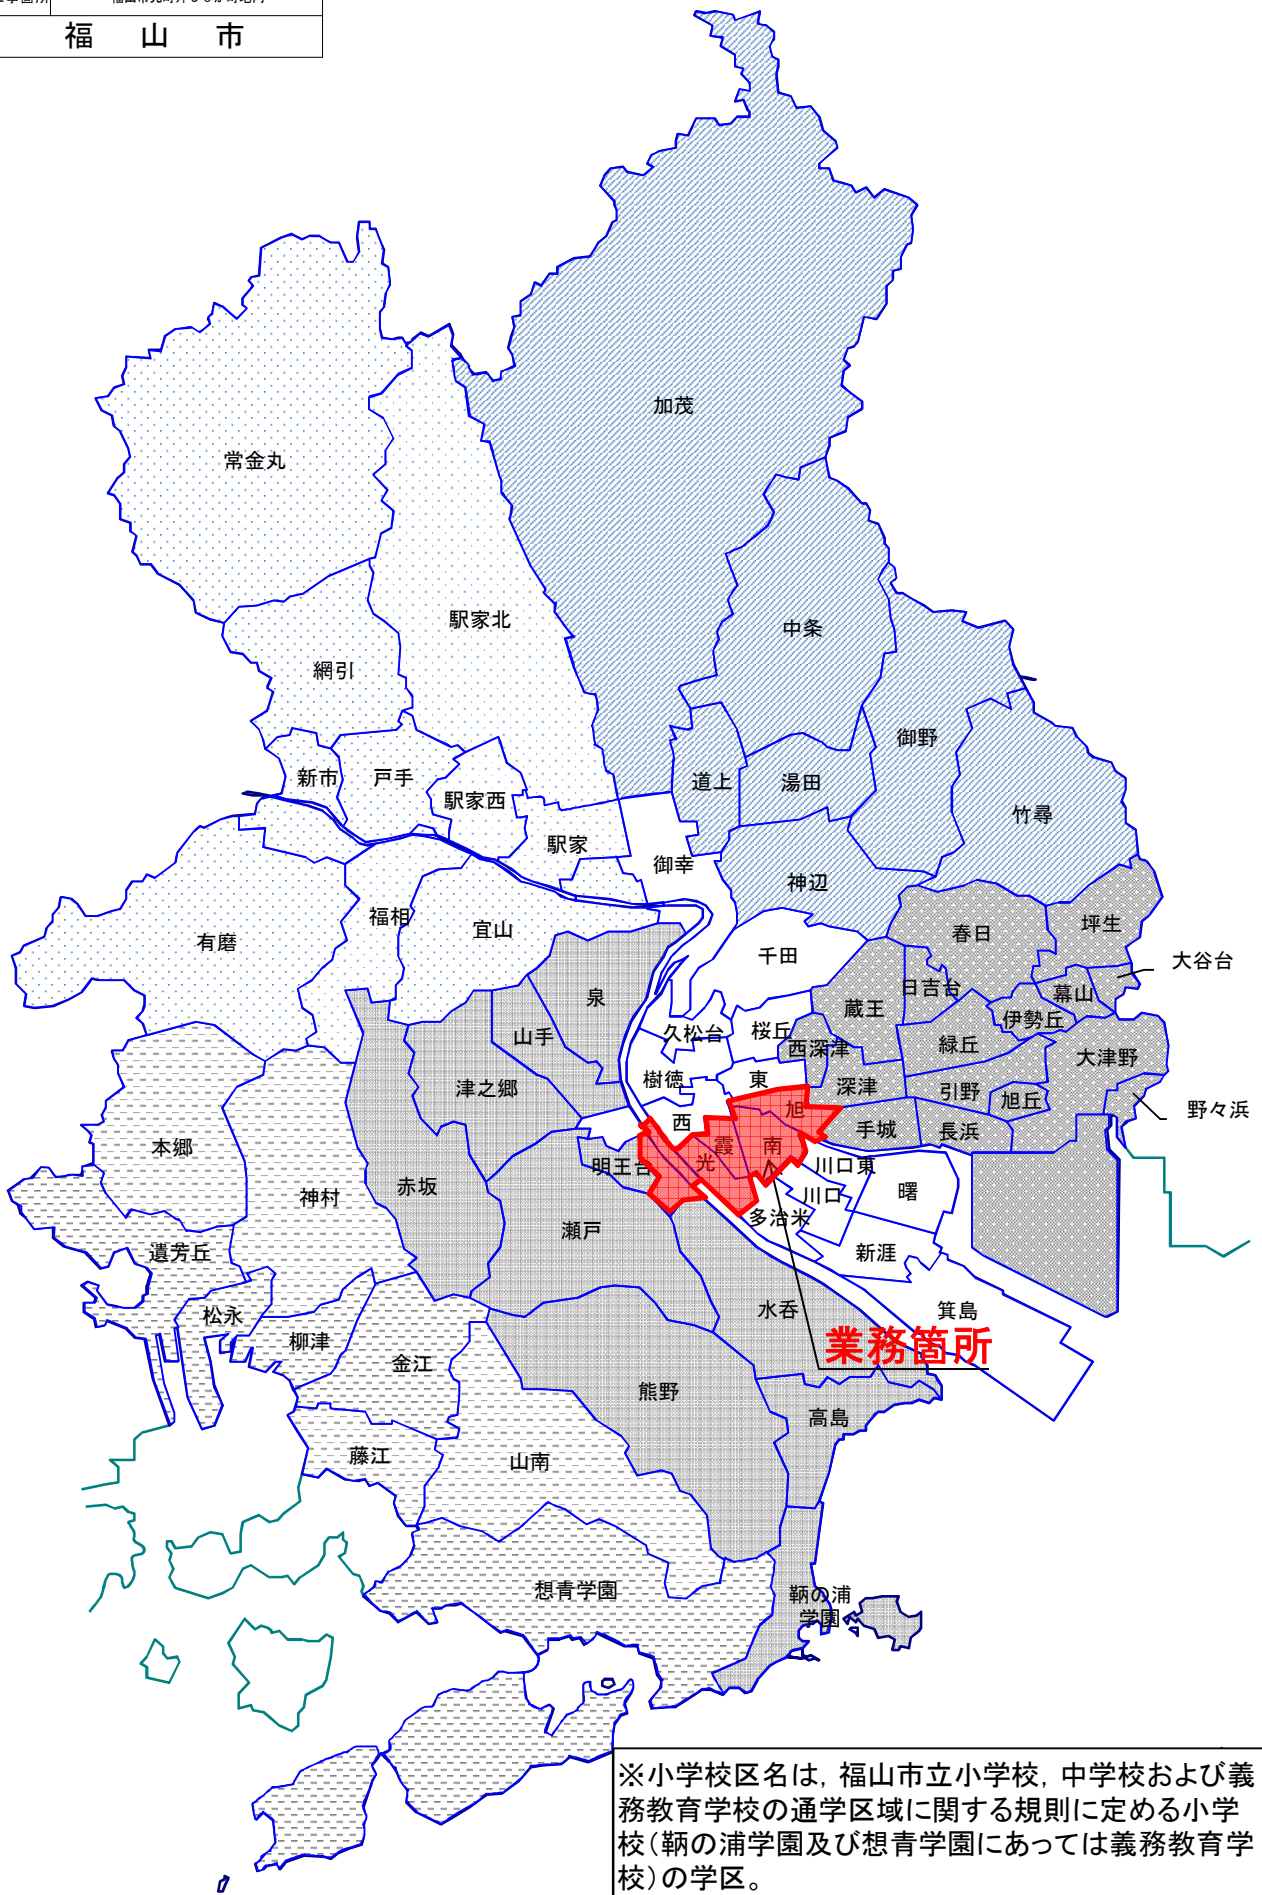 福山市
加茂
常金丸
駅家北
中条
網引
御野
新市
戸手
道上
湯田
駅家西
竹尋
駅家
御幸
神辺
福相
宜山
有磨
坪生
春日
千田
大谷台
泉
日吉台
幕山
蔵王
伊勢丘
山手
久松台
桜丘
西深津
緑丘
大津野
樹徳
東
津之郷
深津
引野
旭丘
野々浜
旭
西
手城
長浜
本郷
霞
南
明王台
光
川口東
赤坂
神村
川口
曙
多治米
瀬戸
遺芳丘
新涯
水呑
箕島
松永
柳津
業務箇所
金江
熊野
高島
藤江
山南
想青学園
鞆の浦
学園
※小学校区名は，福山市立小学校，中学校および義
務教育学校の通学区域に関する規則に定める小学
校（鞆の浦学園及び想青学園にあっては義務教育学
校）の学区。